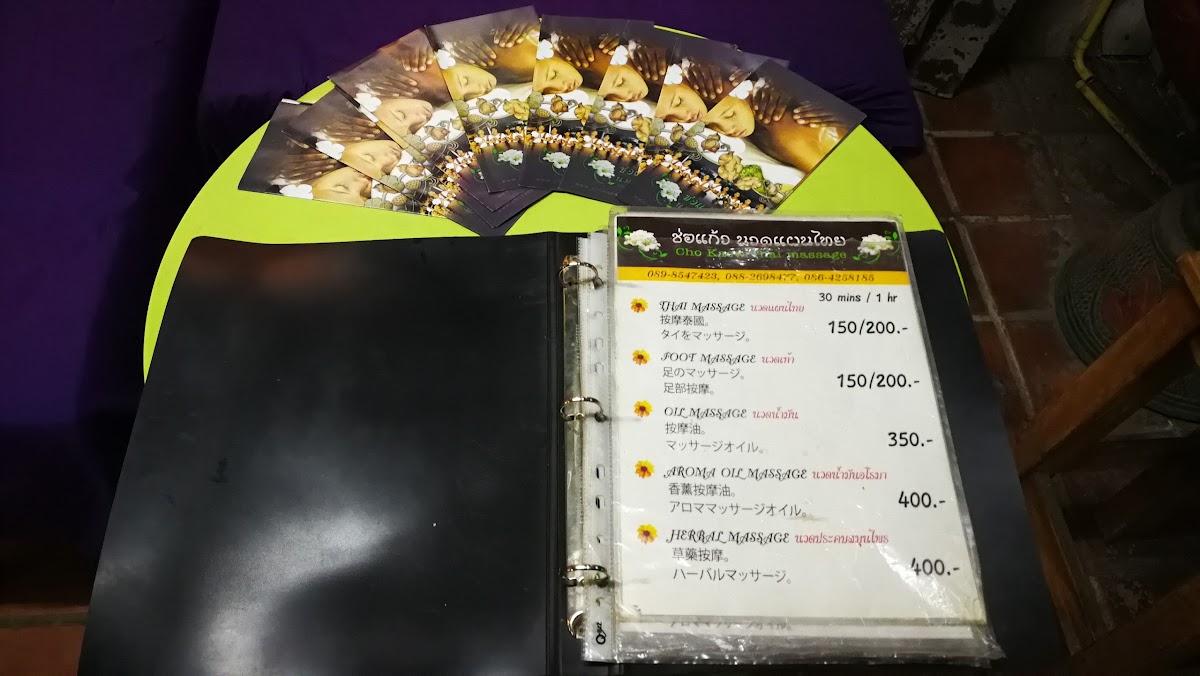 ช่อแก้ว นวดแผนไทย
Cho Kaew Thai massage
089-8547423, 088-2698477, 086-4258185
30 mins / 1 hr
THAI MASSAGE นวดแผนไทย
按摩泰國。
タイをマッサージ。
150/200.-
FOOT MASSAGE นวดเท้า
足のマッサージ。
足部按摩。
150/200.-
OIL MASSAGE นวดน้ำมัน
按摩油。
マッサージオイル。
350.-
AROMA OIL MASSAGE นวดน้ำมันอโรมา
香薰按摩油。
アロママッサージオイル。
400.-
HERBAL MASSAGE นวดประคบสมุนไพร
草藥按摩。
ハーバルマッサージ。
400.-